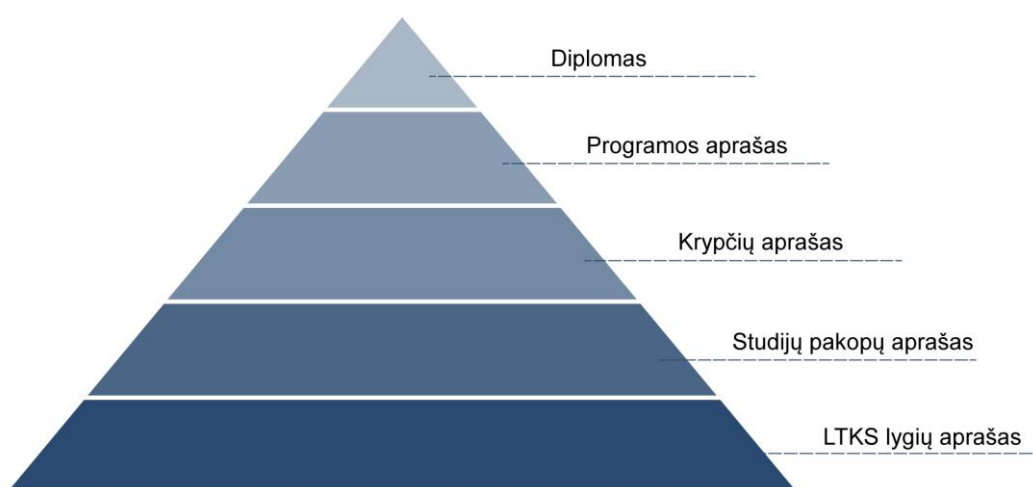 Diplomas
Programos aprašas
Krypčių aprašas
Studijų pakopų aprašas
LTKS lygių aprašas